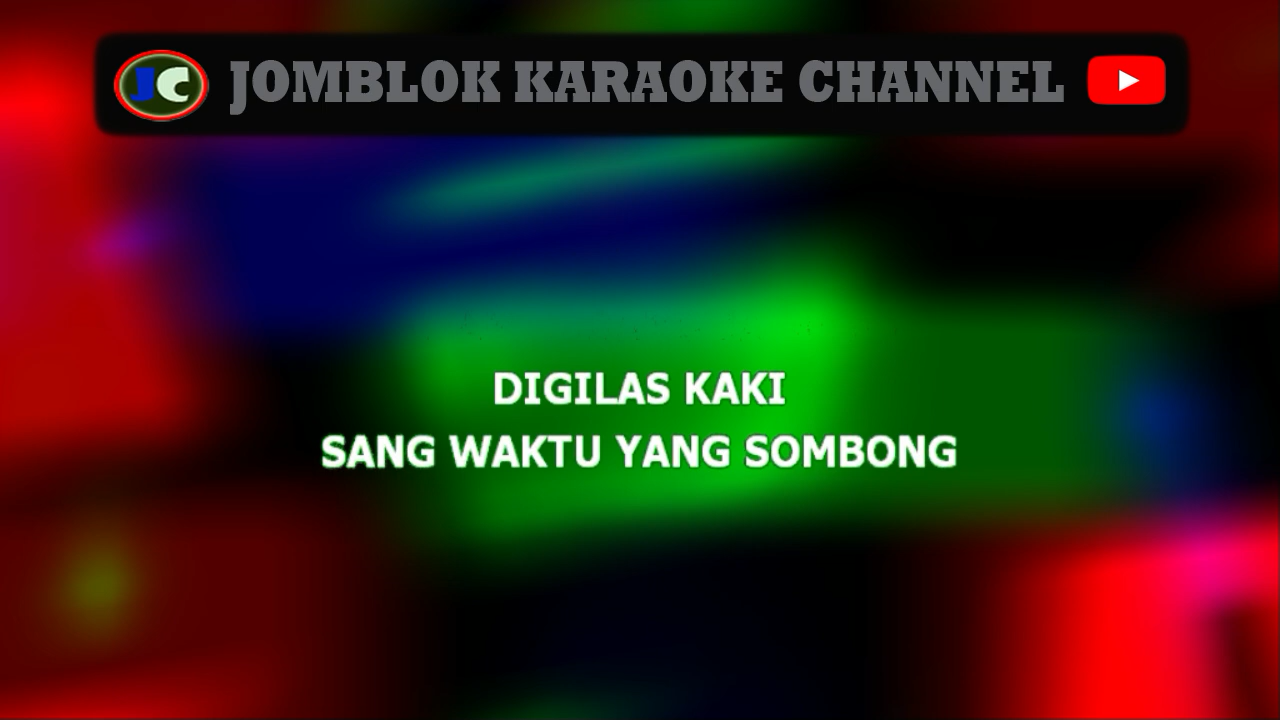 JC JOMBLOK KARAOKE CHANNEL
DIGILAS KAKI
SANG WAKTU YANG SOMBONG